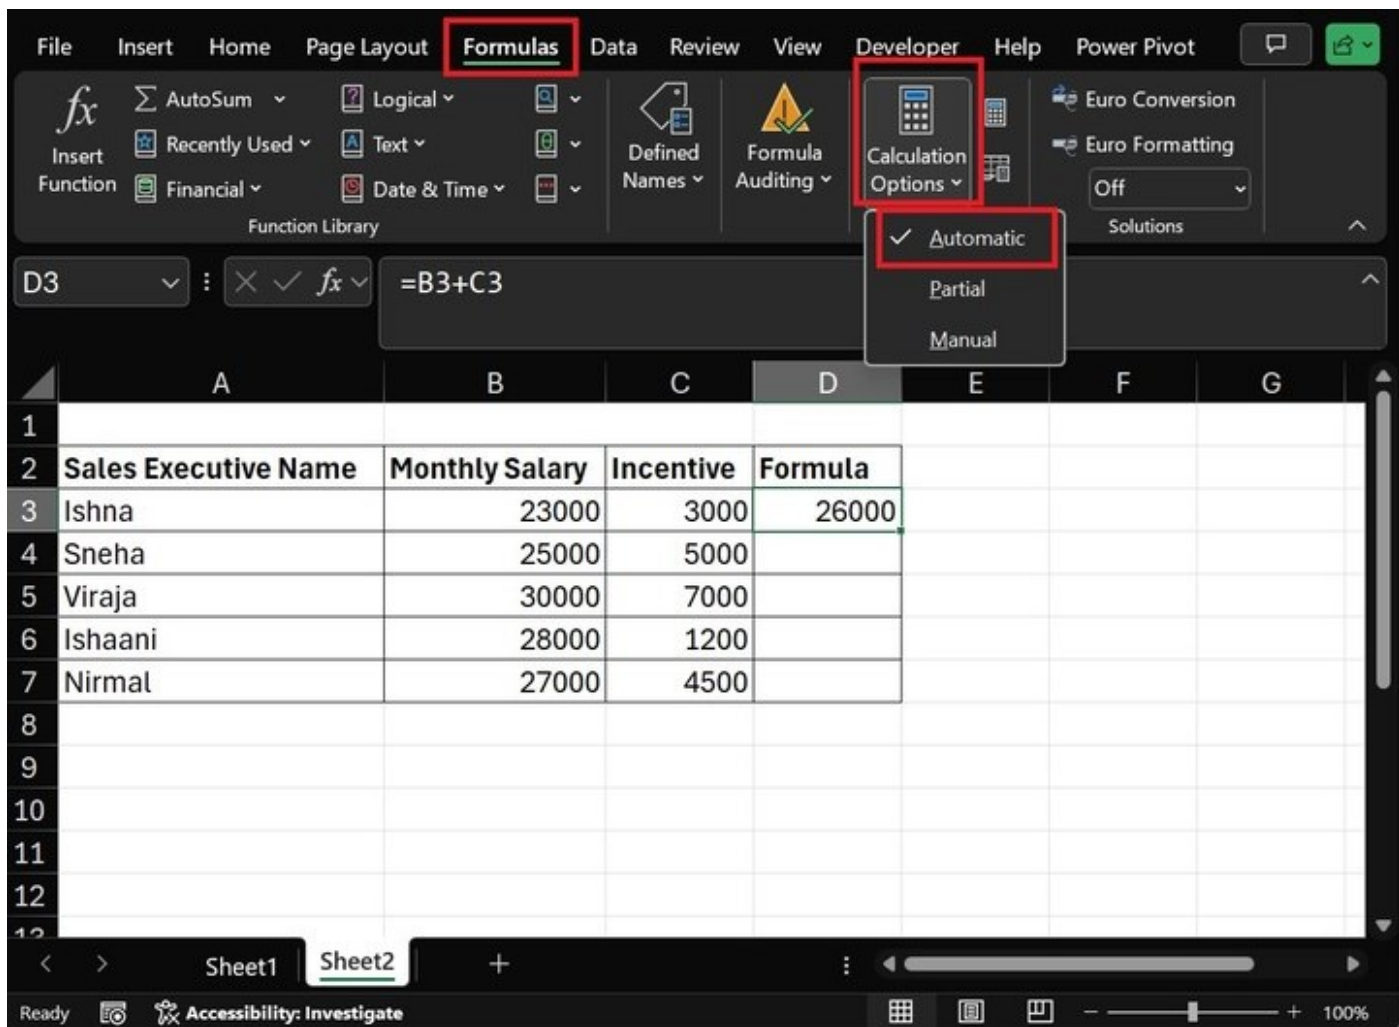 File Insert Home Page Layout Formulas Data Review View Developer Help Power Pivot
fx Insert Function
AutoSum
Recently Used
Financial
Logical
Text
Date & Time
Function Library
Defined Names
Formula Auditing
Calculation Options
Euro Conversion
Euro Formatting
Off
Solutions
Automatic
Partial
Manual
D3 fx =B3+C3
A B C D E F G
1
2 Sales Executive Name Monthly Salary Incentive Formula
3 Ishna 23000 3000 26000
4 Sneha 25000 5000
5 Viraja 30000 7000
6 Ishaani 28000 1200
7 Nirmal 27000 4500
8
9
10
11
12
13
Sheet1 Sheet2 +
Ready Accessibility: Investigate 100%